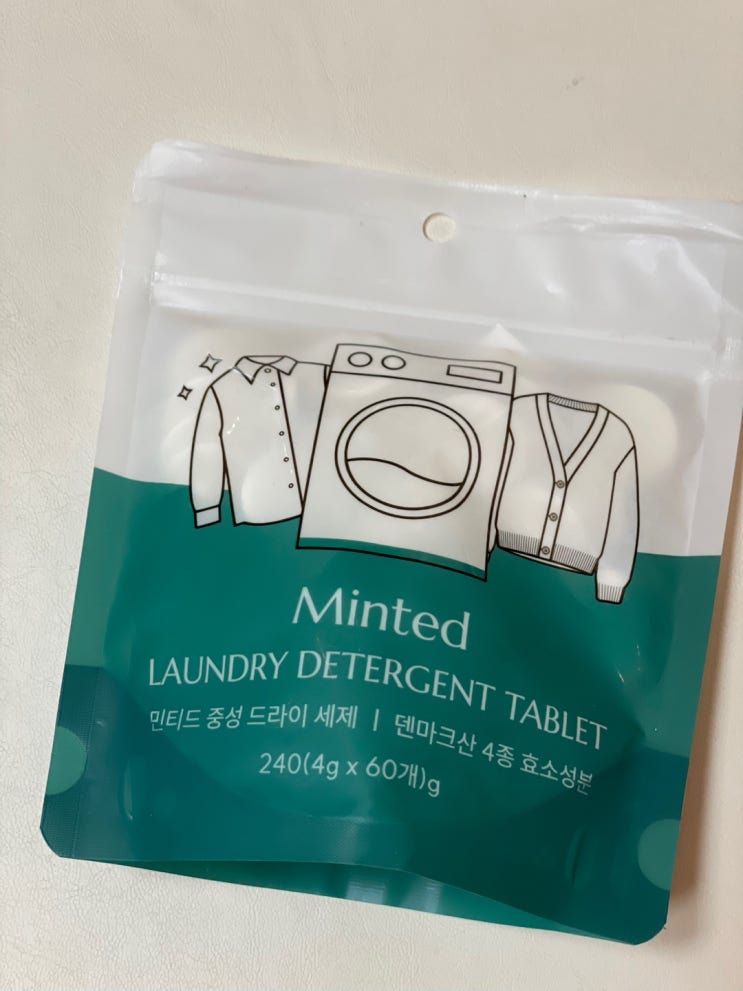 Minted
LAUNDRY DETERGENT TABLET
민티드 중성 드라이 세제 | 덴마크산 4종 효소성분
240(4g x 60개)g